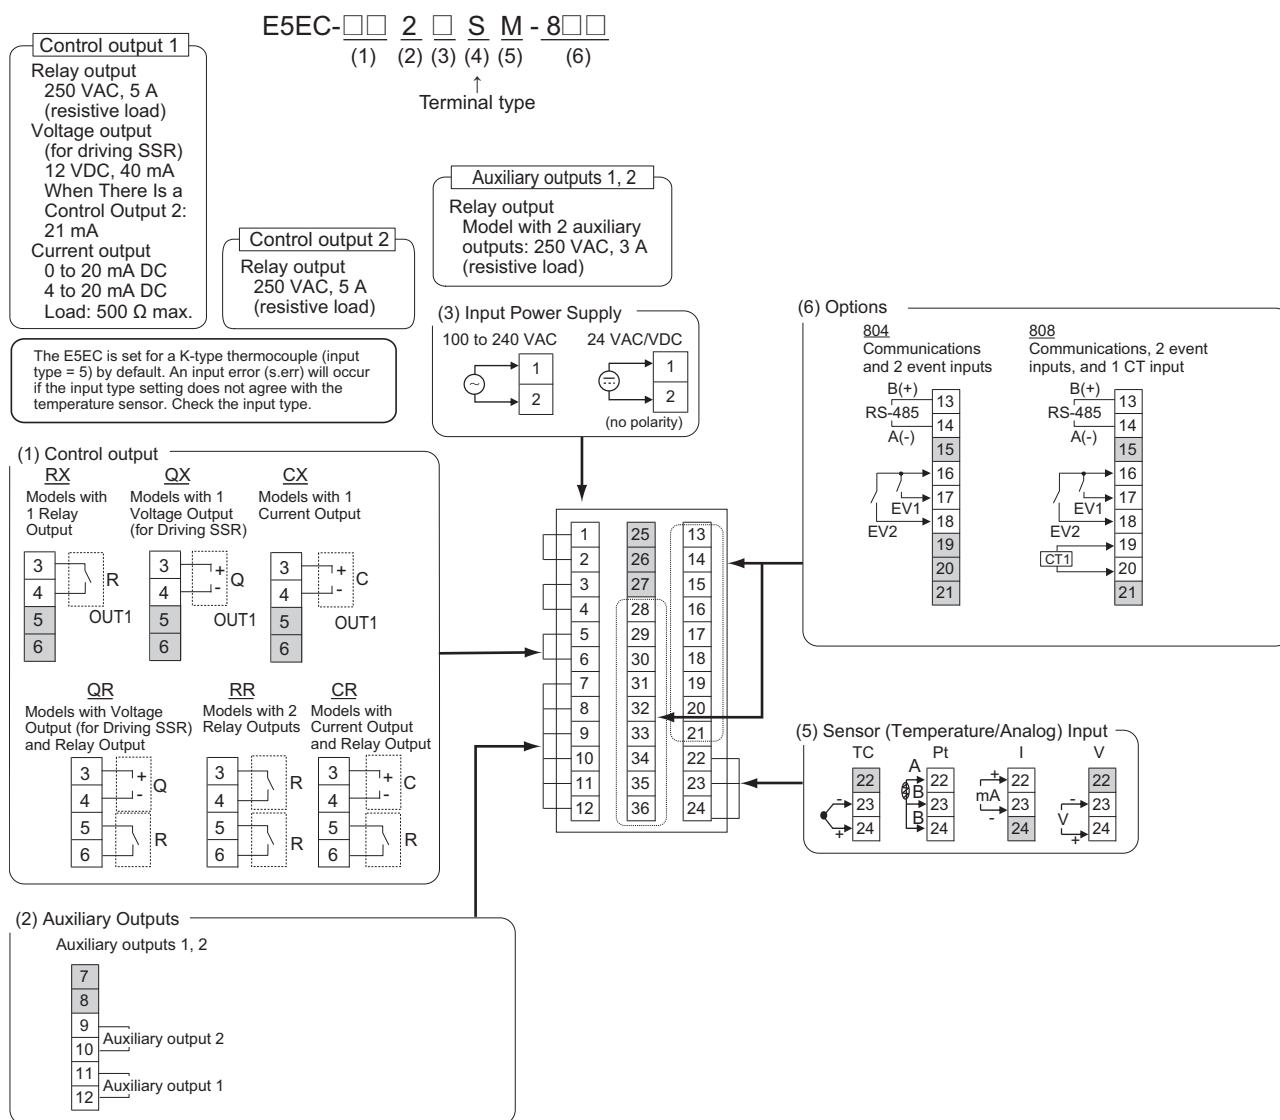 E5EC-□□ 2 □ S M - 8□□
(1) (2) (3) (4) (5) (6)
↑
Terminal type
Control output 1
Relay output
250 VAC, 5 A
(resistive load)
Voltage output
(for driving SSR)
12 VDC, 40 mA
When There Is a
Control Output 2:
21 mA
Current output
0 to 20 mA DC
4 to 20 mA DC
Load: 500 Ω max.
Control output 2
Relay output
250 VAC, 5 A
(resistive load)
Auxiliary outputs 1, 2
Relay output
Model with 2 auxiliary
outputs: 250 VAC, 3 A
(resistive load)
The E5EC is set for a K-type thermocouple (input
type = 5) by default. An input error (s.err) will occur
if the input type setting does not agree with the
temperature sensor. Check the input type.
(3) Input Power Supply
100 to 240 VAC
1
2
24 VAC/VDC
1
2
(no polarity)
(6) Options
804
Communications
and 2 event inputs
B(+)
RS-485
A(-)
EV1
EV2
13
14
15
16
17
18
19
20
21
808
Communications, 2 event
inputs, and 1 CT input
B(+)
RS-485
A(-)
EV1
EV2
CT1
13
14
15
16
17
18
19
20
21
(1) Control output
RX
Models with
1 Relay
Output
3
4
5
6
R
OUT1
QX
Models with 1
Voltage Output
(for Driving SSR)
3
4
5
6
+
-
Q
OUT1
CX
Models with 1
Current Output
3
4
5
6
+
-
C
OUT1
QR
Models with Voltage
Output (for Driving SSR)
and Relay Output
3
4
5
6
+
-
Q
R
RR
Models with 2
Relay Outputs
3
4
5
6
R
R
CR
Models with
Current Output
and Relay Output
3
4
5
6
+
-
C
R
1
2
3
4
5
6
7
8
9
10
11
12
25
26
27
28
29
30
31
32
33
34
35
36
13
14
15
16
17
18
19
20
21
22
23
24
(5) Sensor (Temperature/Analog) Input
TC
-
+
22
23
24
Pt
A
B
B
22
23
24
I
+
mA
-
22
23
24
V
-
V
+
22
23
24
(2) Auxiliary Outputs
Auxiliary outputs 1, 2
7
8
9
10
11
12
Auxiliary output 2
Auxiliary output 1